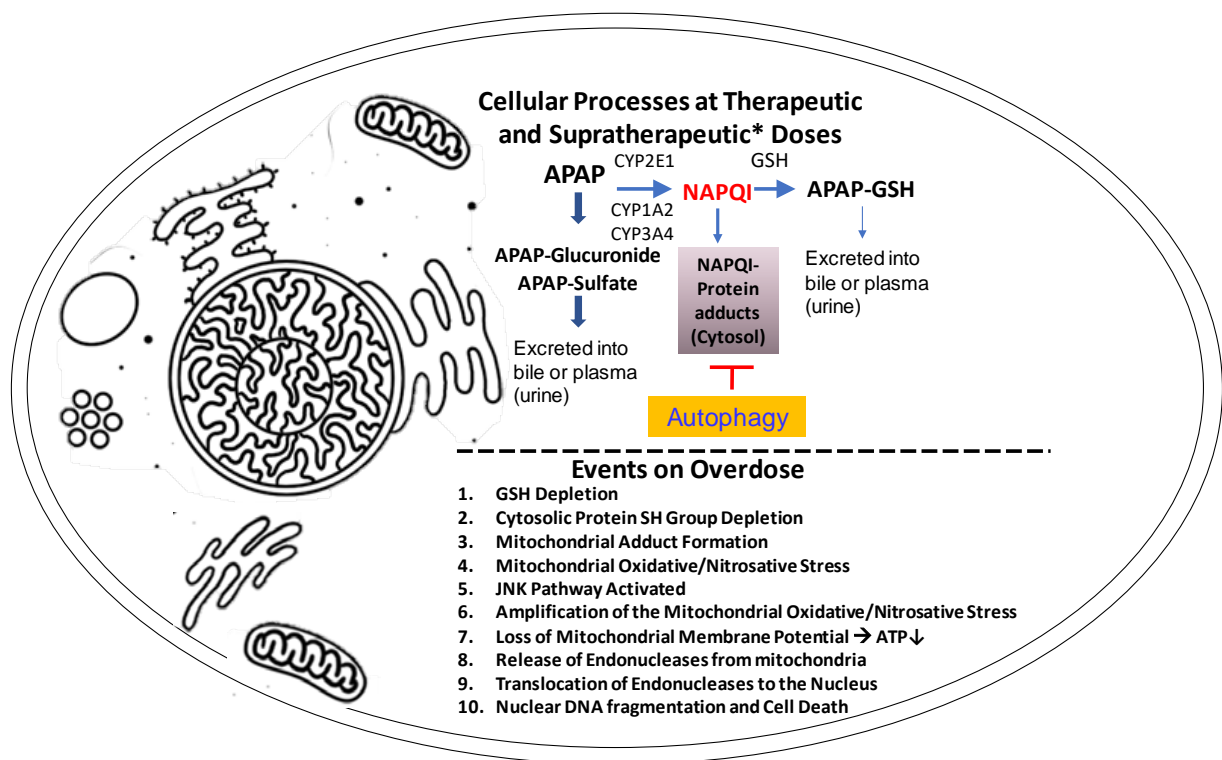 Cellular Processes at Therapeutic
and Supratherapeutic* Doses
APAP
CYP2E1
CYP1A2
CYP3A4
NAPQI
GSH
APAP-GSH
APAP-Glucuronide
APAP-Sulfate
Excreted into
bile or plasma
(urine)
NAPQI-
Protein
adducts
(Cytosol)
Excreted into
bile or plasma
(urine)
Autophagy
Events on Overdose
1. GSH Depletion
2. Cytosolic Protein SH Group Depletion
3. Mitochondrial Adduct Formation
4. Mitochondrial Oxidative/Nitrosative Stress
5. JNK Pathway Activated
6. Amplification of the Mitochondrial Oxidative/Nitrosative Stress
7. Loss of Mitochondrial Membrane Potential → ATP↓
8. Release of Endonucleases from mitochondria
9. Translocation of Endonucleases to the Nucleus
10. Nuclear DNA fragmentation and Cell Death